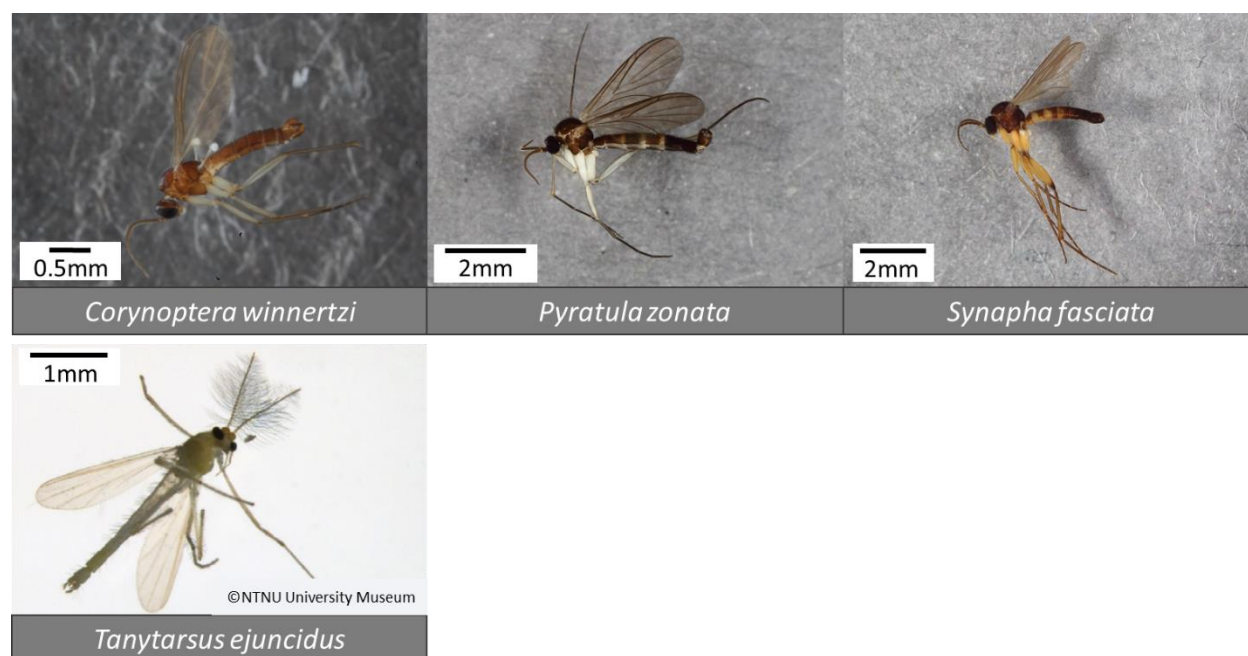 0.5mm
Corynoptera winnertzi
2mm
Pyratula zonata
2mm
Synapha fasciata
1mm
©NTNU University Museum
Tanytarsus ejuncidus